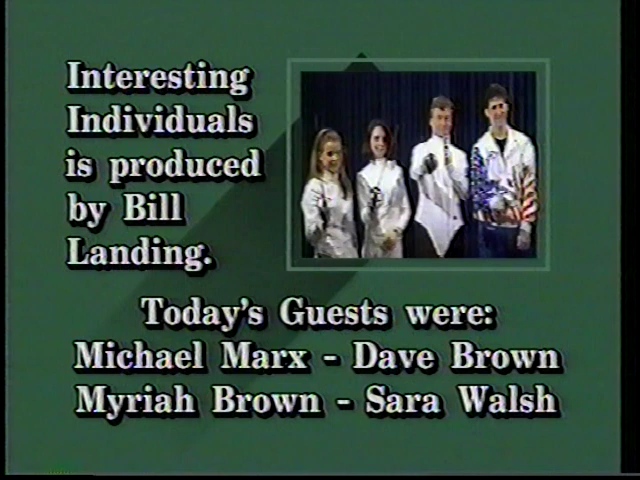 Interesting
Individuals
is produced
by Bill
Landing.
Today's Guests were:
Michael Marx - Dave Brown
Myriah Brown - Sara Walsh